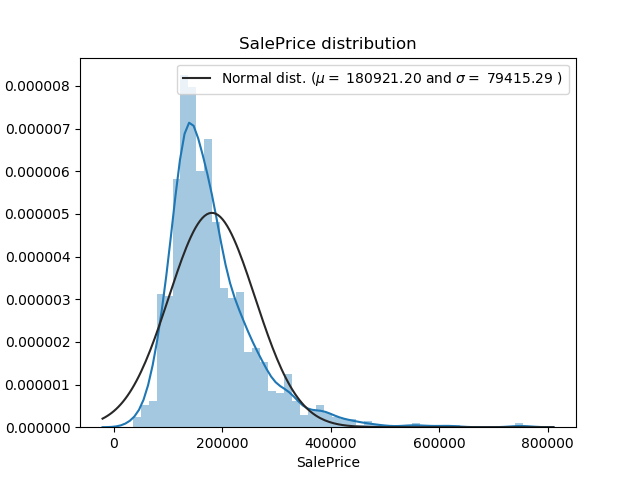 SalePrice distribution
Normal dist. (μ = 180921.20 and σ = 79415.29 )
0.000008
0.000007
0.000006
0.000005
0.000004
0.000003
0.000002
0.000001
0.000000
0 200000 400000 600000 800000
SalePrice